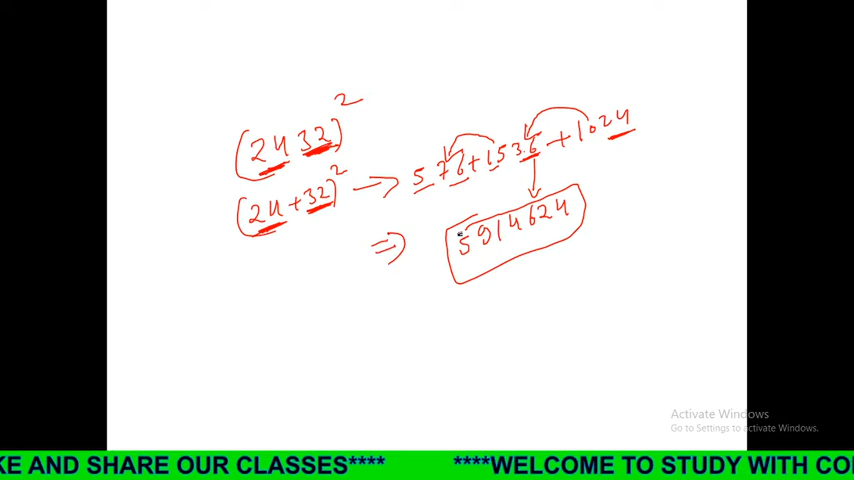 (2432)²
(24+32)² → 576+1536+1024
⇒ 5914624
Activate Windows
Go to Settings to activate Windows.
KE AND SHARE OUR CLASSES**** ****WELCOME TO STUDY WITH CO